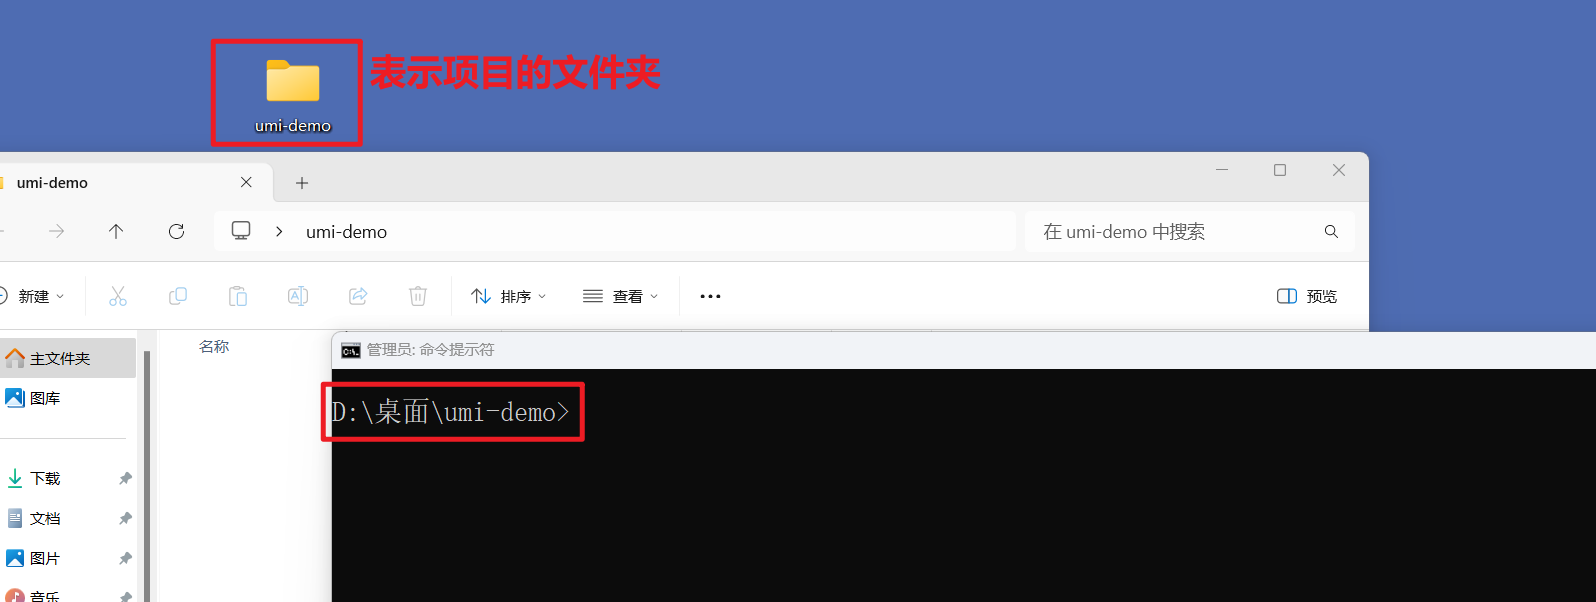 表示项目的文件夹
umi-demo
umi-demo
umi-demo
在 umi-demo 中搜索
新建
排序
查看
预览
主文件夹
图库
下载
文档
图片
音乐
名称
管理员: 命令提示符
D:\桌面\umi-demo>